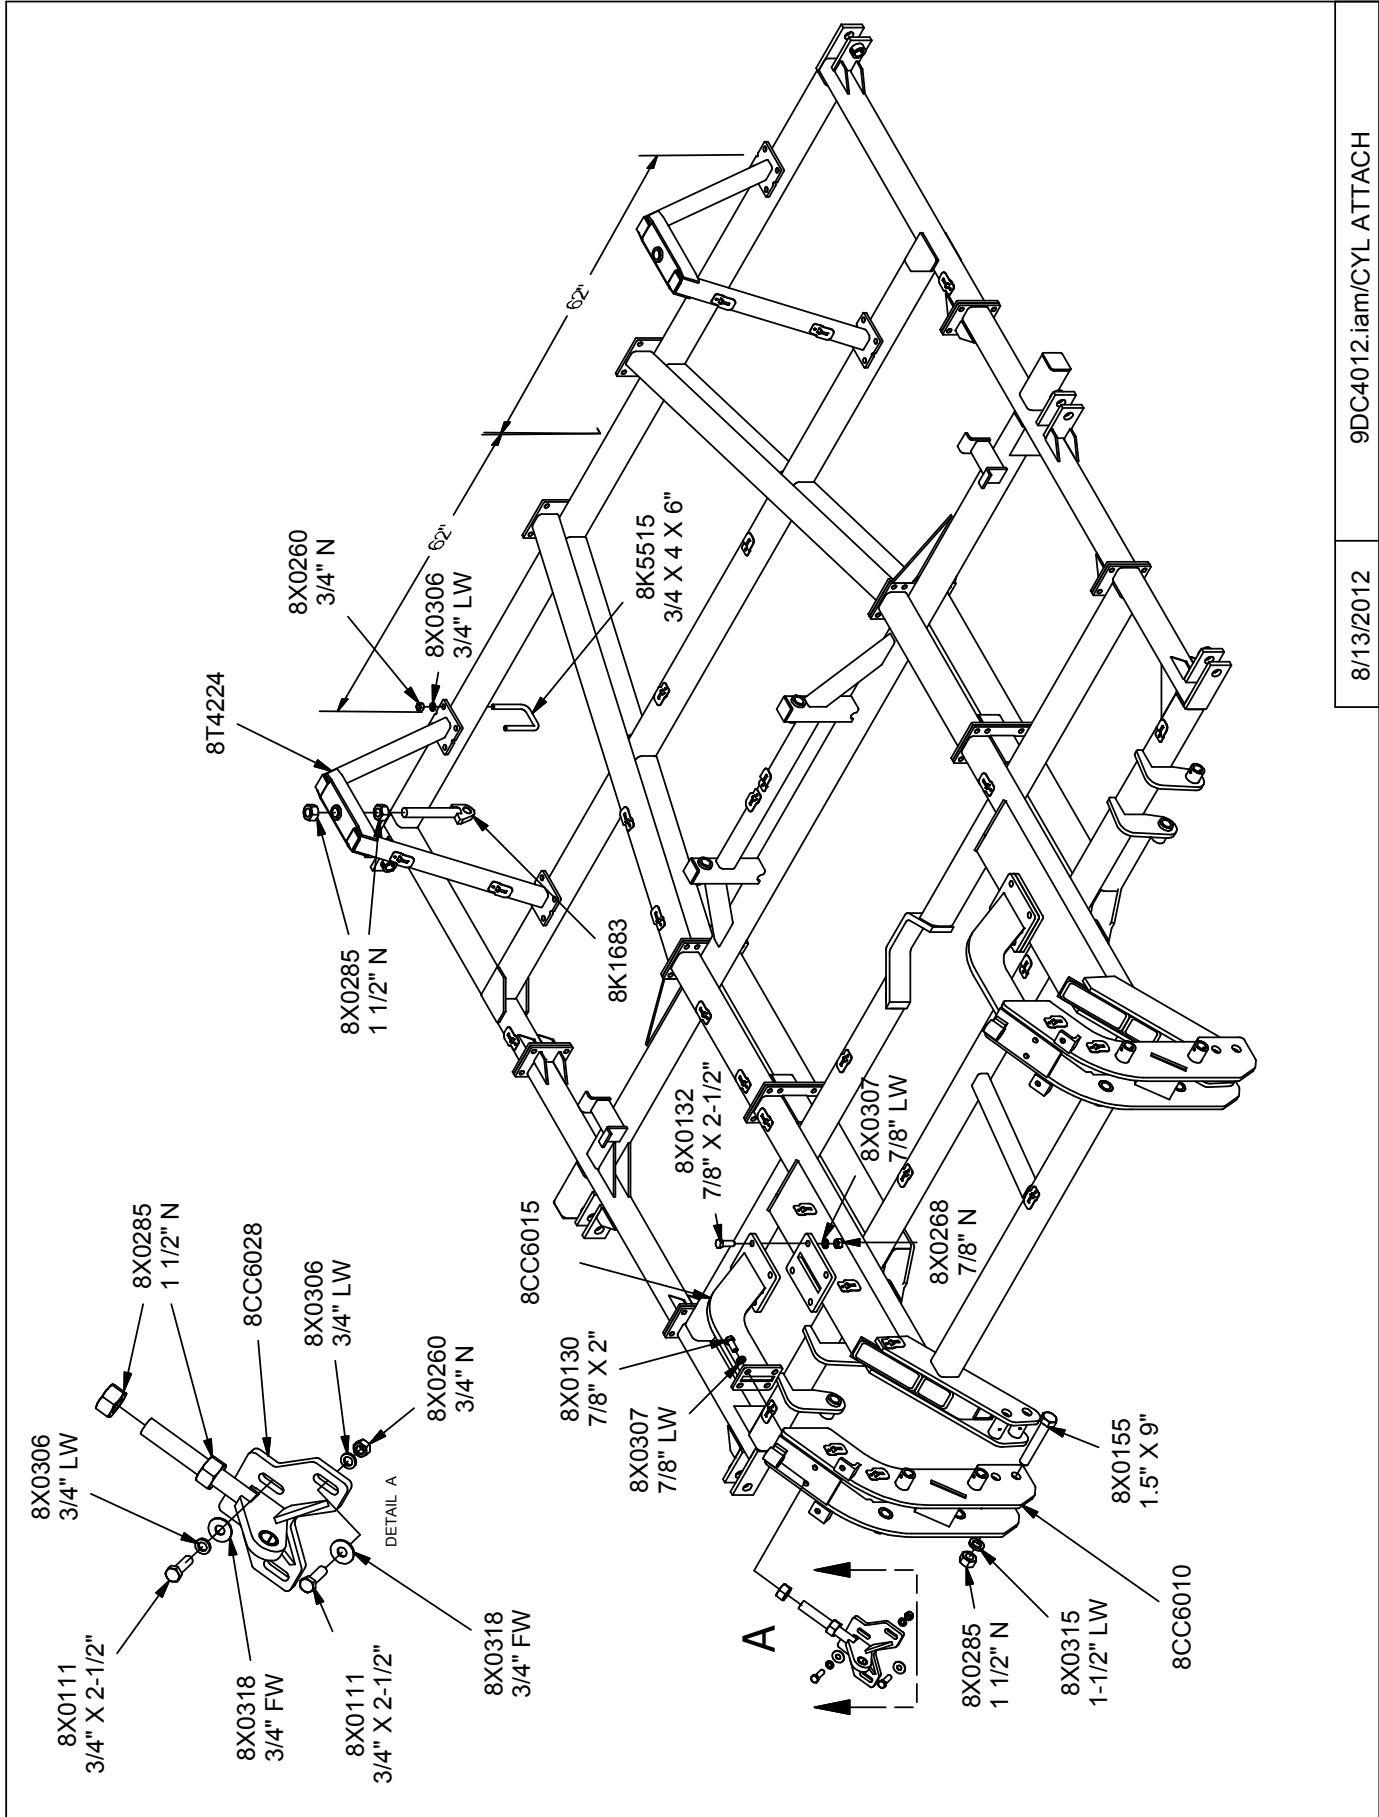 8X0111
3/4" X 2-1/2"
8X0306
3/4" LW
8X0285
1 1/2" N
8CC6028
8X0306
3/4" LW
8X0260
3/4" N
8X0318
3/4" FW
8X0111
3/4" X 2-1/2"
8X0318
3/4" FW
DETAIL A
8X0285
1 1/2" N
8T4224
8X0260
3/4" N
8X0306
3/4" LW
62"
62"
8K5515
3/4 X 4 X 6"
8K1683
8CC6015
8X0132
7/8" X 2-1/2"
8X0307
7/8" LW
8X0268
7/8" N
8X0130
7/8" X 2"
8X0307
7/8" LW
A
8X0285
1 1/2" N
8X0315
1-1/2" LW
8CC6010
8X0155
1.5" X 9"
8/13/2012
9DC4012.iam/CYL ATTACH